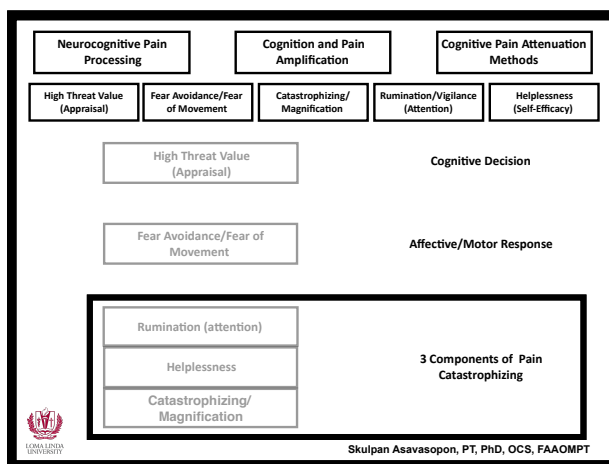 Neurocognitive Pain
Processing
Cognition and Pain
Amplification
Cognitive Pain Attenuation
Methods
High Threat Value
(Appraisal)
Fear Avoidance/Fear
of Movement
Catastrophizing/
Magnification
Rumination/Vigilance
(Attention)
Helplessness
(Self-Efficacy)
High Threat Value
(Appraisal)
Cognitive Decision
Fear Avoidance/Fear of
Movement
Affective/Motor Response
Rumination (attention)
Helplessness
Catastrophizing/
Magnification
3 Components of Pain
Catastrophizing
LOMA LINDA
UNIVERSITY
Skulpan Asavasopon, PT, PhD, OCS, FAAOMPT